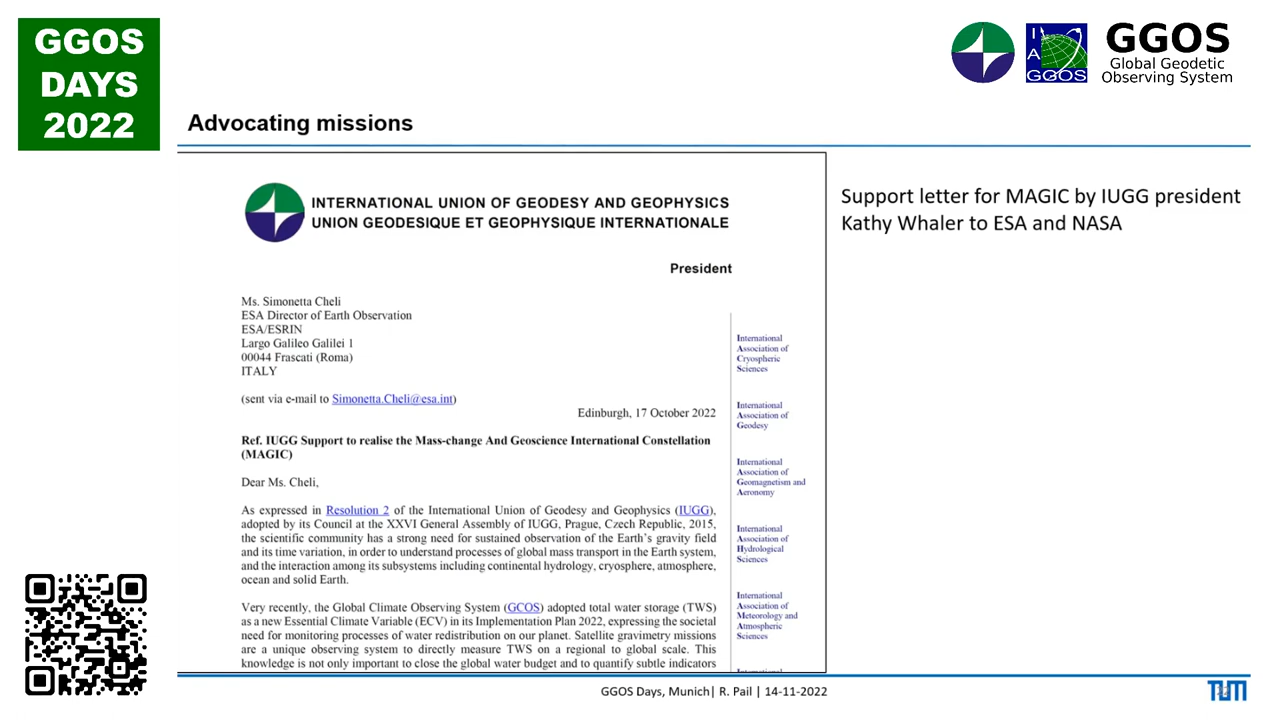 GGOS
DAYS
2022
I
A
GGOS
GGOS
Global Geodetic
Observing System
Advocating missions
INTERNATIONAL UNION OF GEODESY AND GEOPHYSICS
UNION GEODESIQUE ET GEOPHYSIQUE INTERNATIONALE
President
Ms. Simonetta Cheli
ESA Director of Earth Observation
ESA/ESRIN
Largo Galileo Galilei 1
00044 Frascati (Roma)
ITALY
(sent via e-mail to Simonetta.Cheli@esa.int)
Edinburgh, 17 October 2022
Ref. IUGG Support to realise the Mass-change And Geoscience International Constellation
(MAGIC)
Dear Ms. Cheli,
As expressed in Resolution 2 of the International Union of Geodesy and Geophysics (IUGG),
adopted by its Council at the XXVI General Assembly of IUGG, Prague, Czech Republic, 2015,
the scientific community has a strong need for sustained observation of the Earth's gravity field
and its time variation, in order to understand processes of global mass transport in the Earth system,
and the interaction among its subsystems including continental hydrology, cryosphere, atmosphere,
ocean and solid Earth.
Very recently, the Global Climate Observing System (GCOS) adopted total water storage (TWS)
as a new Essential Climate Variable (ECV) in its Implementation Plan 2022, expressing the societal
need for monitoring processes of water redistribution on our planet. Satellite gravimetry missions
are a unique observing system to directly measure TWS on a regional to global scale. This
knowledge is not only important to close the global water budget and to quantify subtle indicators
International
Association of
Cryospheric
Sciences
International
Association of
Geodesy
International
Association of
Geomagnetism and
Aeronomy
International
Association of
Hydrological
Sciences
International
Association of
Meteorology and
Atmospheric
Sciences
International
Support letter for MAGIC by IUGG president
Kathy Whaler to ESA and NASA
GGOS Days, Munich| R. Pail | 14-11-2022
TUM